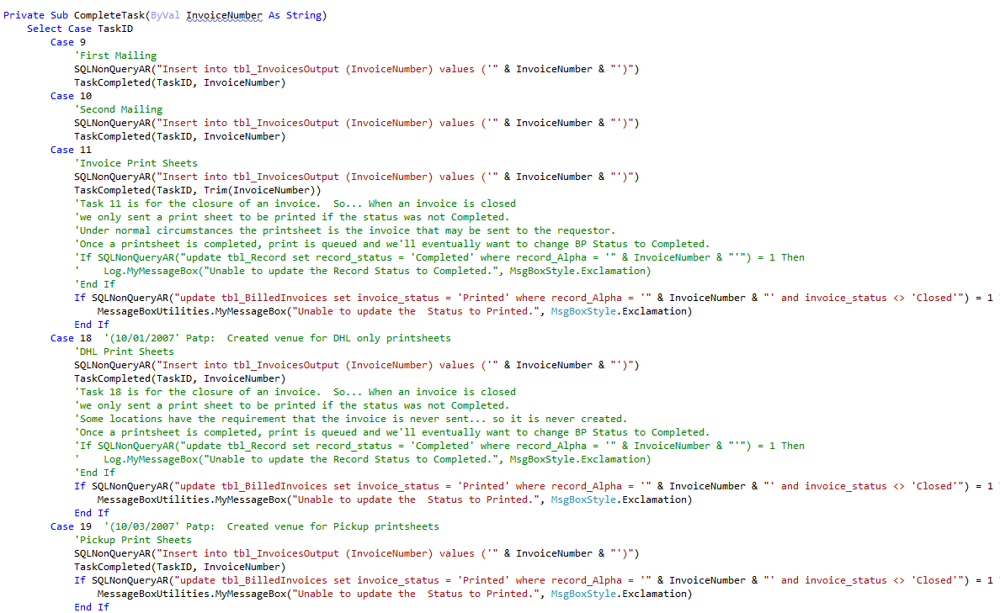 Private Sub CompleteTask(ByVal InvoiceNumber As String)
    Select Case TaskID
        Case 9
            'First Mailing
            SQLNonQueryAR("Insert into tbl_InvoicesOutput (InvoiceNumber) values ('" & InvoiceNumber & "')")
            TaskCompleted(TaskID, InvoiceNumber)
        Case 10
            'Second Mailing
            SQLNonQueryAR("Insert into tbl_InvoicesOutput (InvoiceNumber) values ('" & InvoiceNumber & "')")
            TaskCompleted(TaskID, InvoiceNumber)
        Case 11
            'Invoice Print Sheets
            SQLNonQueryAR("Insert into tbl_InvoicesOutput (InvoiceNumber) values ('" & InvoiceNumber & "')")
            TaskCompleted(TaskID, Trim(InvoiceNumber))
            'Task 11 is for the closure of an invoice.  So... When an invoice is closed
            'we only sent a print sheet to be printed if the status was not Completed.
            'Under normal circumstances the printsheet is the invoice that may be sent to the requestor.
            'Once a printsheet is completed, print is queued and we'll eventually want to change BP Status to Completed.
            'If SQLNonQueryAR("update tbl_Record set record_status = 'Completed' where record_Alpha = '" & InvoiceNumber & "'") = 1 Then
            '    Log.MyMessageBox("Unable to update the Record Status to Completed.", MsgBoxStyle.Exclamation)
            'End If
            If SQLNonQueryAR("update tbl_BilledInvoices set invoice_status = 'Printed' where record_Alpha = '" & InvoiceNumber & "' and invoice_status <> 'Closed'") = 1
                MessageBoxUtilities.MyMessageBox("Unable to update the  Status to Printed.", MsgBoxStyle.Exclamation)
            End If
        Case 18  '(10/01/2007' Patp:  Created venue for DHL only printsheets
            'DHL Print Sheets
            SQLNonQueryAR("Insert into tbl_InvoicesOutput (InvoiceNumber) values ('" & InvoiceNumber & "')")
            TaskCompleted(TaskID, InvoiceNumber)
            'Task 18 is for the closure of an invoice.  So... When an invoice is closed
            'we only sent a print sheet to be printed if the status was not Completed.
            'Some locations have the requirement that the invoice is never sent... so it is never created.
            'Once a printsheet is completed, print is queued and we'll eventually want to change BP Status to Completed.
            'If SQLNonQueryAR("update tbl_Record set record_status = 'Completed' where record_Alpha = '" & InvoiceNumber & "'") = 1 Then
            '    Log.MyMessageBox("Unable to update the Record Status to Completed.", MsgBoxStyle.Exclamation)
            'End If
            If SQLNonQueryAR("update tbl_BilledInvoices set invoice_status = 'Printed' where record_Alpha = '" & InvoiceNumber & "' and invoice_status <> 'Closed'") = 1
                MessageBoxUtilities.MyMessageBox("Unable to update the  Status to Printed.", MsgBoxStyle.Exclamation)
            End If
        Case 19  '(10/03/2007' Patp:  Created venue for Pickup printsheets
            'Pickup Print Sheets
            SQLNonQueryAR("Insert into tbl_InvoicesOutput (InvoiceNumber) values ('" & InvoiceNumber & "')")
            TaskCompleted(TaskID, InvoiceNumber)
            If SQLNonQueryAR("update tbl_BilledInvoices set invoice_status = 'Printed' where record_Alpha = '" & InvoiceNumber & "' and invoice_status <> 'Closed'") = 1
                MessageBoxUtilities.MyMessageBox("Unable to update the  Status to Printed.", MsgBoxStyle.Exclamation)
            End If